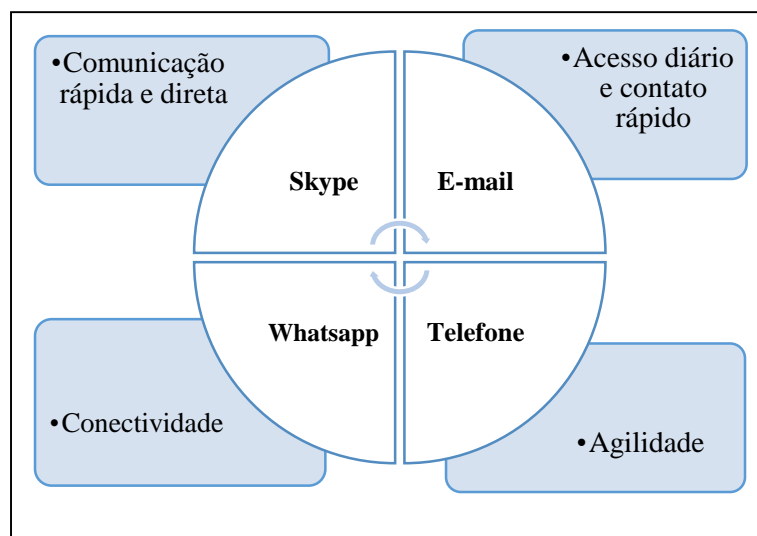 •Comunicação
rápida e direta
•Acesso diário
e contato
rápido
Skype
E-mail
Whatsapp
Telefone
•Conectividade
•Agilidade